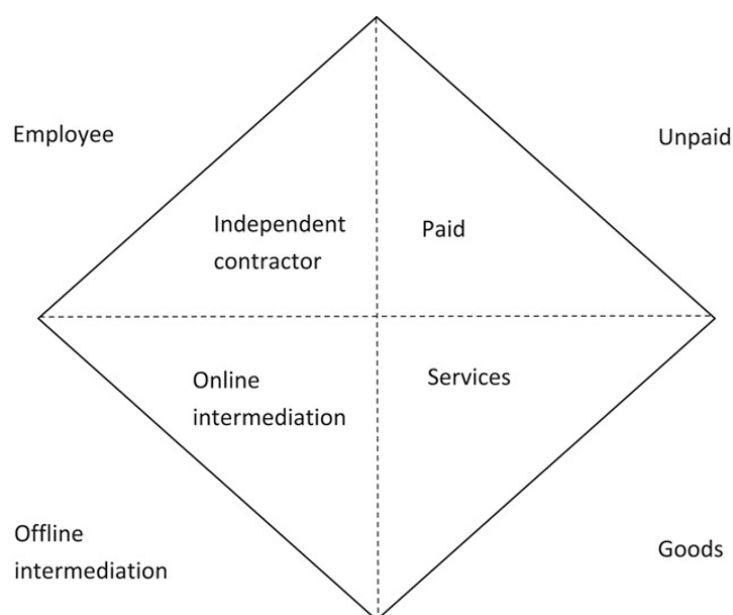 Employee
Unpaid
Independent
contractor
Paid
Online
intermediation
Services
Offline
intermediation
Goods